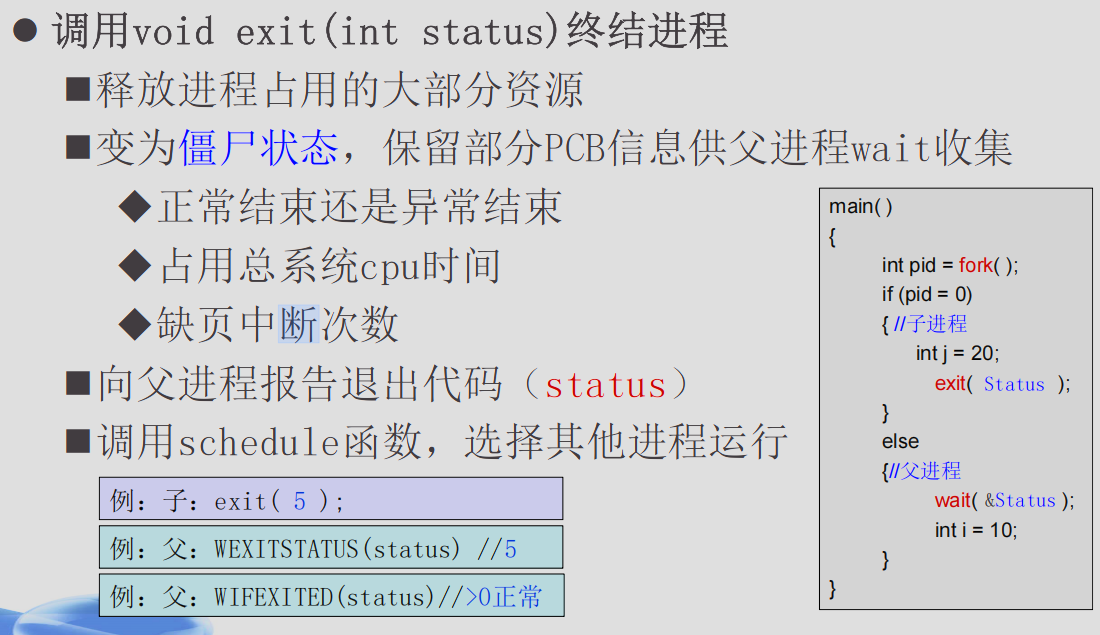 调用void exit(int status)终结进程
释放进程占用的大部分资源
变为僵尸状态，保留部分PCB信息供父进程wait收集
正常结束还是异常结束
占用总系统cpu时间
缺页中断次数
向父进程报告退出代码（status）
调用schedule函数，选择其他进程运行
例：子：exit( 5 );
例：父：WEXITSTATUS(status) //5
例：父：WIFEXITED(status)//>0正常
main( )
{
int pid = fork( );
if (pid = 0)
{ //子进程
int j = 20;
exit( Status );
}
else
{//父进程
wait( &Status );
int i = 10;
}
}